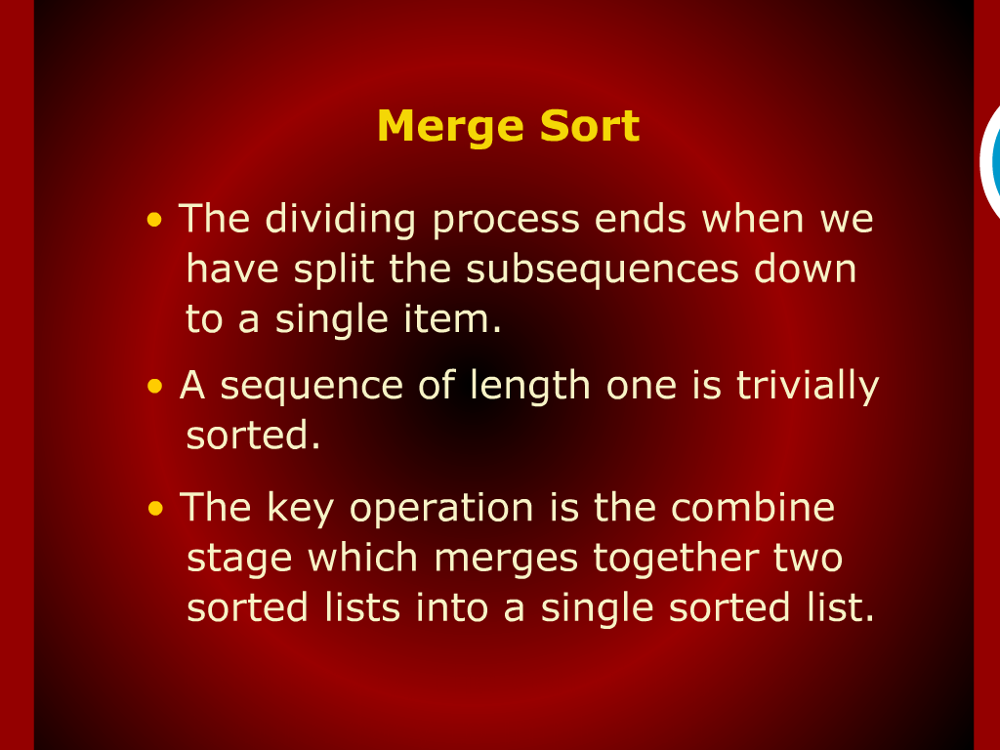 Merge Sort
• The dividing process ends when we
have split the subsequences down
to a single item.
• A sequence of length one is trivially
sorted.
• The key operation is the combine
stage which merges together two
sorted lists into a single sorted list.